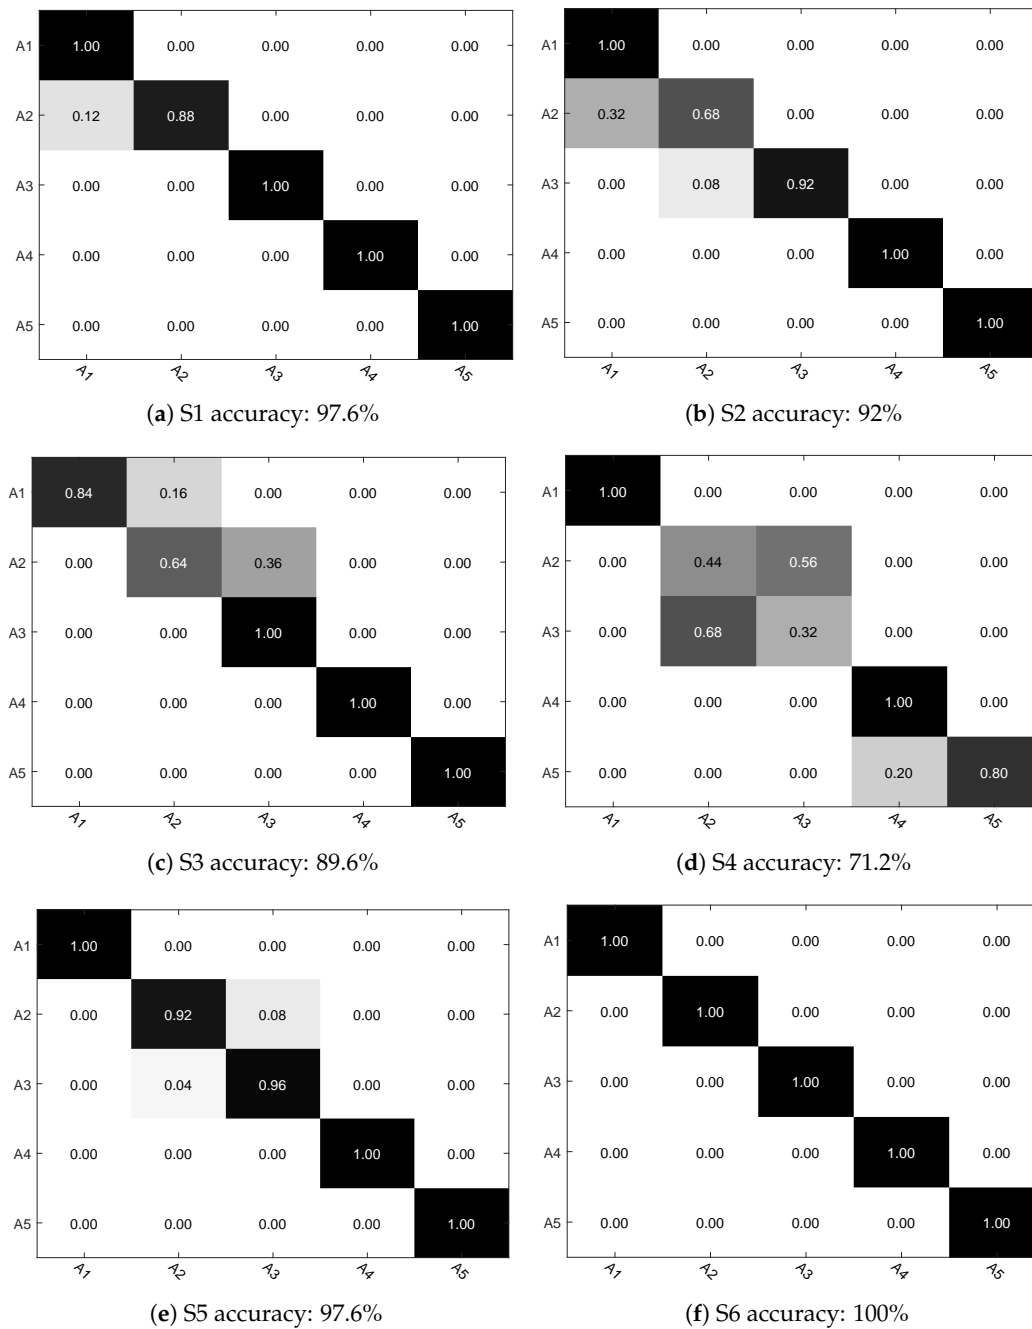 A1 1.00 0.00 0.00 0.00 0.00
A2 0.12 0.88 0.00 0.00 0.00
A3 0.00 0.00 1.00 0.00 0.00
A4 0.00 0.00 0.00 1.00 0.00
A5 0.00 0.00 0.00 0.00 1.00
A1 A2 A3 A4 A5
(a) S1 accuracy: 97.6%
A1 1.00 0.00 0.00 0.00 0.00
A2 0.32 0.68 0.00 0.00 0.00
A3 0.00 0.08 0.92 0.00 0.00
A4 0.00 0.00 0.00 1.00 0.00
A5 0.00 0.00 0.00 0.00 1.00
A1 A2 A3 A4 A5
(b) S2 accuracy: 92%
A1 0.84 0.16 0.00 0.00 0.00
A2 0.00 0.64 0.36 0.00 0.00
A3 0.00 0.00 1.00 0.00 0.00
A4 0.00 0.00 0.00 1.00 0.00
A5 0.00 0.00 0.00 0.00 1.00
A1 A2 A3 A4 A5
(c) S3 accuracy: 89.6%
A1 1.00 0.00 0.00 0.00 0.00
A2 0.00 0.44 0.56 0.00 0.00
A3 0.00 0.68 0.32 0.00 0.00
A4 0.00 0.00 0.00 1.00 0.00
A5 0.00 0.00 0.00 0.20 0.80
A1 A2 A3 A4 A5
(d) S4 accuracy: 71.2%
A1 1.00 0.00 0.00 0.00 0.00
A2 0.00 0.92 0.08 0.00 0.00
A3 0.00 0.04 0.96 0.00 0.00
A4 0.00 0.00 0.00 1.00 0.00
A5 0.00 0.00 0.00 0.00 1.00
A1 A2 A3 A4 A5
(e) S5 accuracy: 97.6%
A1 1.00 0.00 0.00 0.00 0.00
A2 0.00 1.00 0.00 0.00 0.00
A3 0.00 0.00 1.00 0.00 0.00
A4 0.00 0.00 0.00 1.00 0.00
A5 0.00 0.00 0.00 0.00 1.00
A1 A2 A3 A4 A5
(f) S6 accuracy: 100%